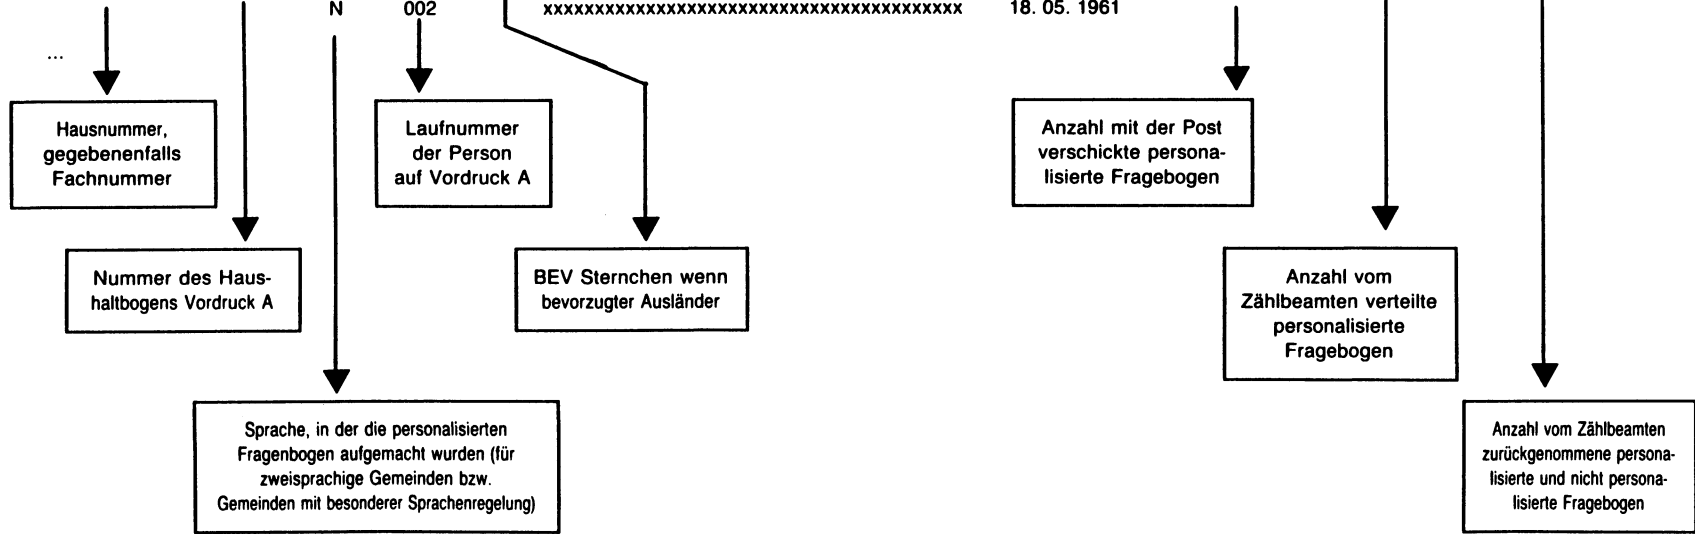 N 002 xxxxxxxxxxxxxxxxxxxxxxxxxxxxxxxxxxxxxxxxx 18. 05. 1961
...
Hausnummer,
gegebenenfalls
Fachnummer
Laufnummer
der Person
auf Vordruck A
Anzahl mit der Post
verschickte persona-
lisierte Fragebogen
Nummer des Haus-
haltbogens Vordruck A
BEV Sternchen wenn
bevorzugter Ausländer
Anzahl vom
Zählbeamten verteilte
personalisierte
Fragebogen
Sprache, in der die personalisierten
Fragenbogen aufgemacht wurden (für
zweisprachige Gemeinden bzw.
Gemeinden mit besonderer Sprachenregelung)
Anzahl vom Zählbeamten
zurückgenommene persona-
lisierte und nicht persona-
lisierte Fragebogen